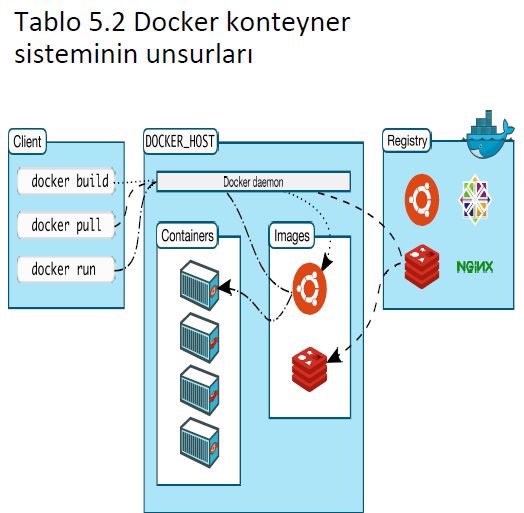 Tablo 5.2 Docker konteyner
sisteminin unsurları
Client
docker build
docker pull
docker run
DOCKER_HOST
Docker daemon
Containers
Images
Registry
NGINX